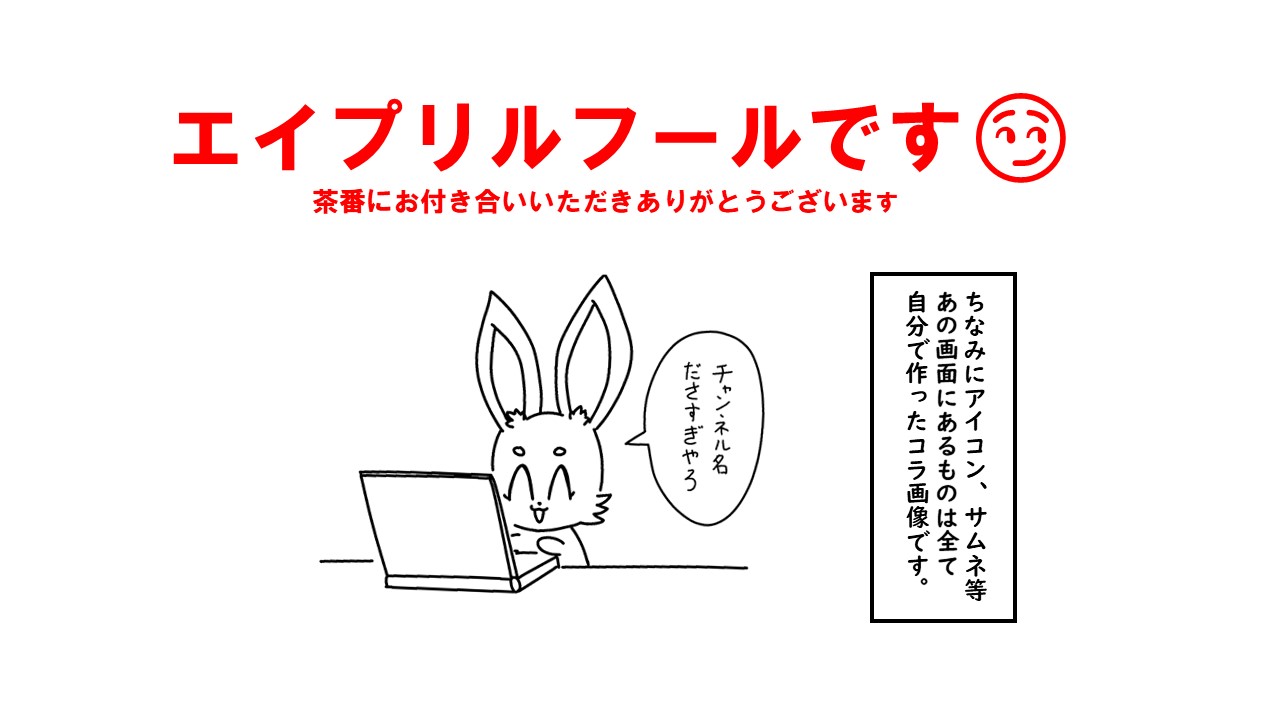 エイプリルフールです
茶番にお付き合いいただきありがとうございます
チャンネル名
ださすぎやろ
ちなみにアイコン、サムネ等
あの画面にあるものは全て
自分で作ったコラ画像です。